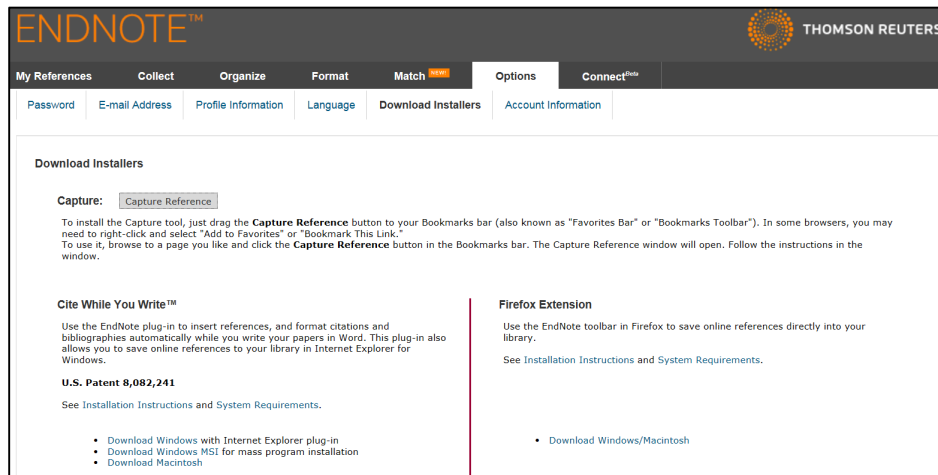 ENDNOTE™
THOMSON REUTERS
My References Collect Organize Format Match NEW! Options Connect Beta
Password E-mail Address Profile Information Language Download Installers Account Information
Download Installers
Capture: Capture Reference
To install the Capture tool, just drag the Capture Reference button to your Bookmarks bar (also known as "Favorites Bar" or "Bookmarks Toolbar"). In some browsers, you may
need to right-click and select "Add to Favorites" or "Bookmark This Link."
To use it, browse to a page you like and click the Capture Reference button in the Bookmarks bar. The Capture Reference window will open. Follow the instructions in the
window.
Cite While You Write™
Use the EndNote plug-in to insert references, and format citations and
bibliographies automatically while you write your papers in Word. This plug-in also
allows you to save online references to your library in Internet Explorer for
Windows.
U.S. Patent 8,082,241
See Installation Instructions and System Requirements.
• Download Windows with Internet Explorer plug-in
• Download Windows MSI for mass program installation
• Download Macintosh
Firefox Extension
Use the EndNote toolbar in Firefox to save online references directly into your
library.
See Installation Instructions and System Requirements.
• Download Windows/Macintosh